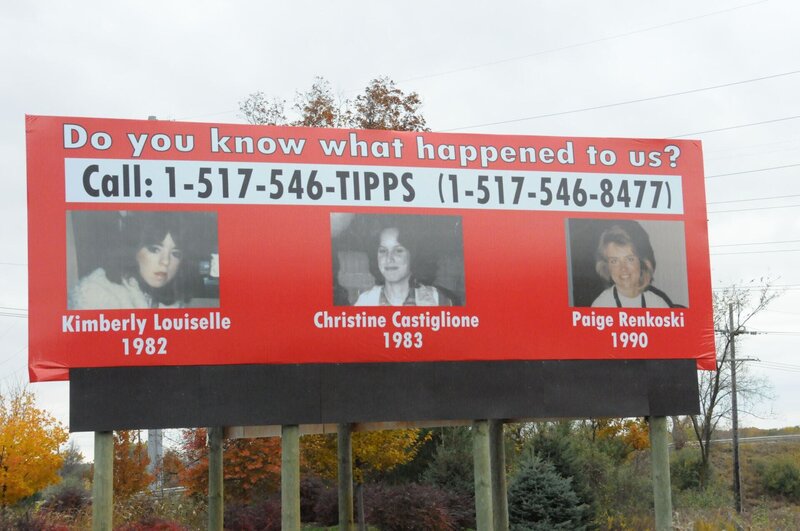 Do you know what happened to us?
Call: 1-517-546-TIPPS (1-517-546-8477)
Kimberly Louiselle
1982
Christine Castiglione
1983
Paige Renkoski
1990